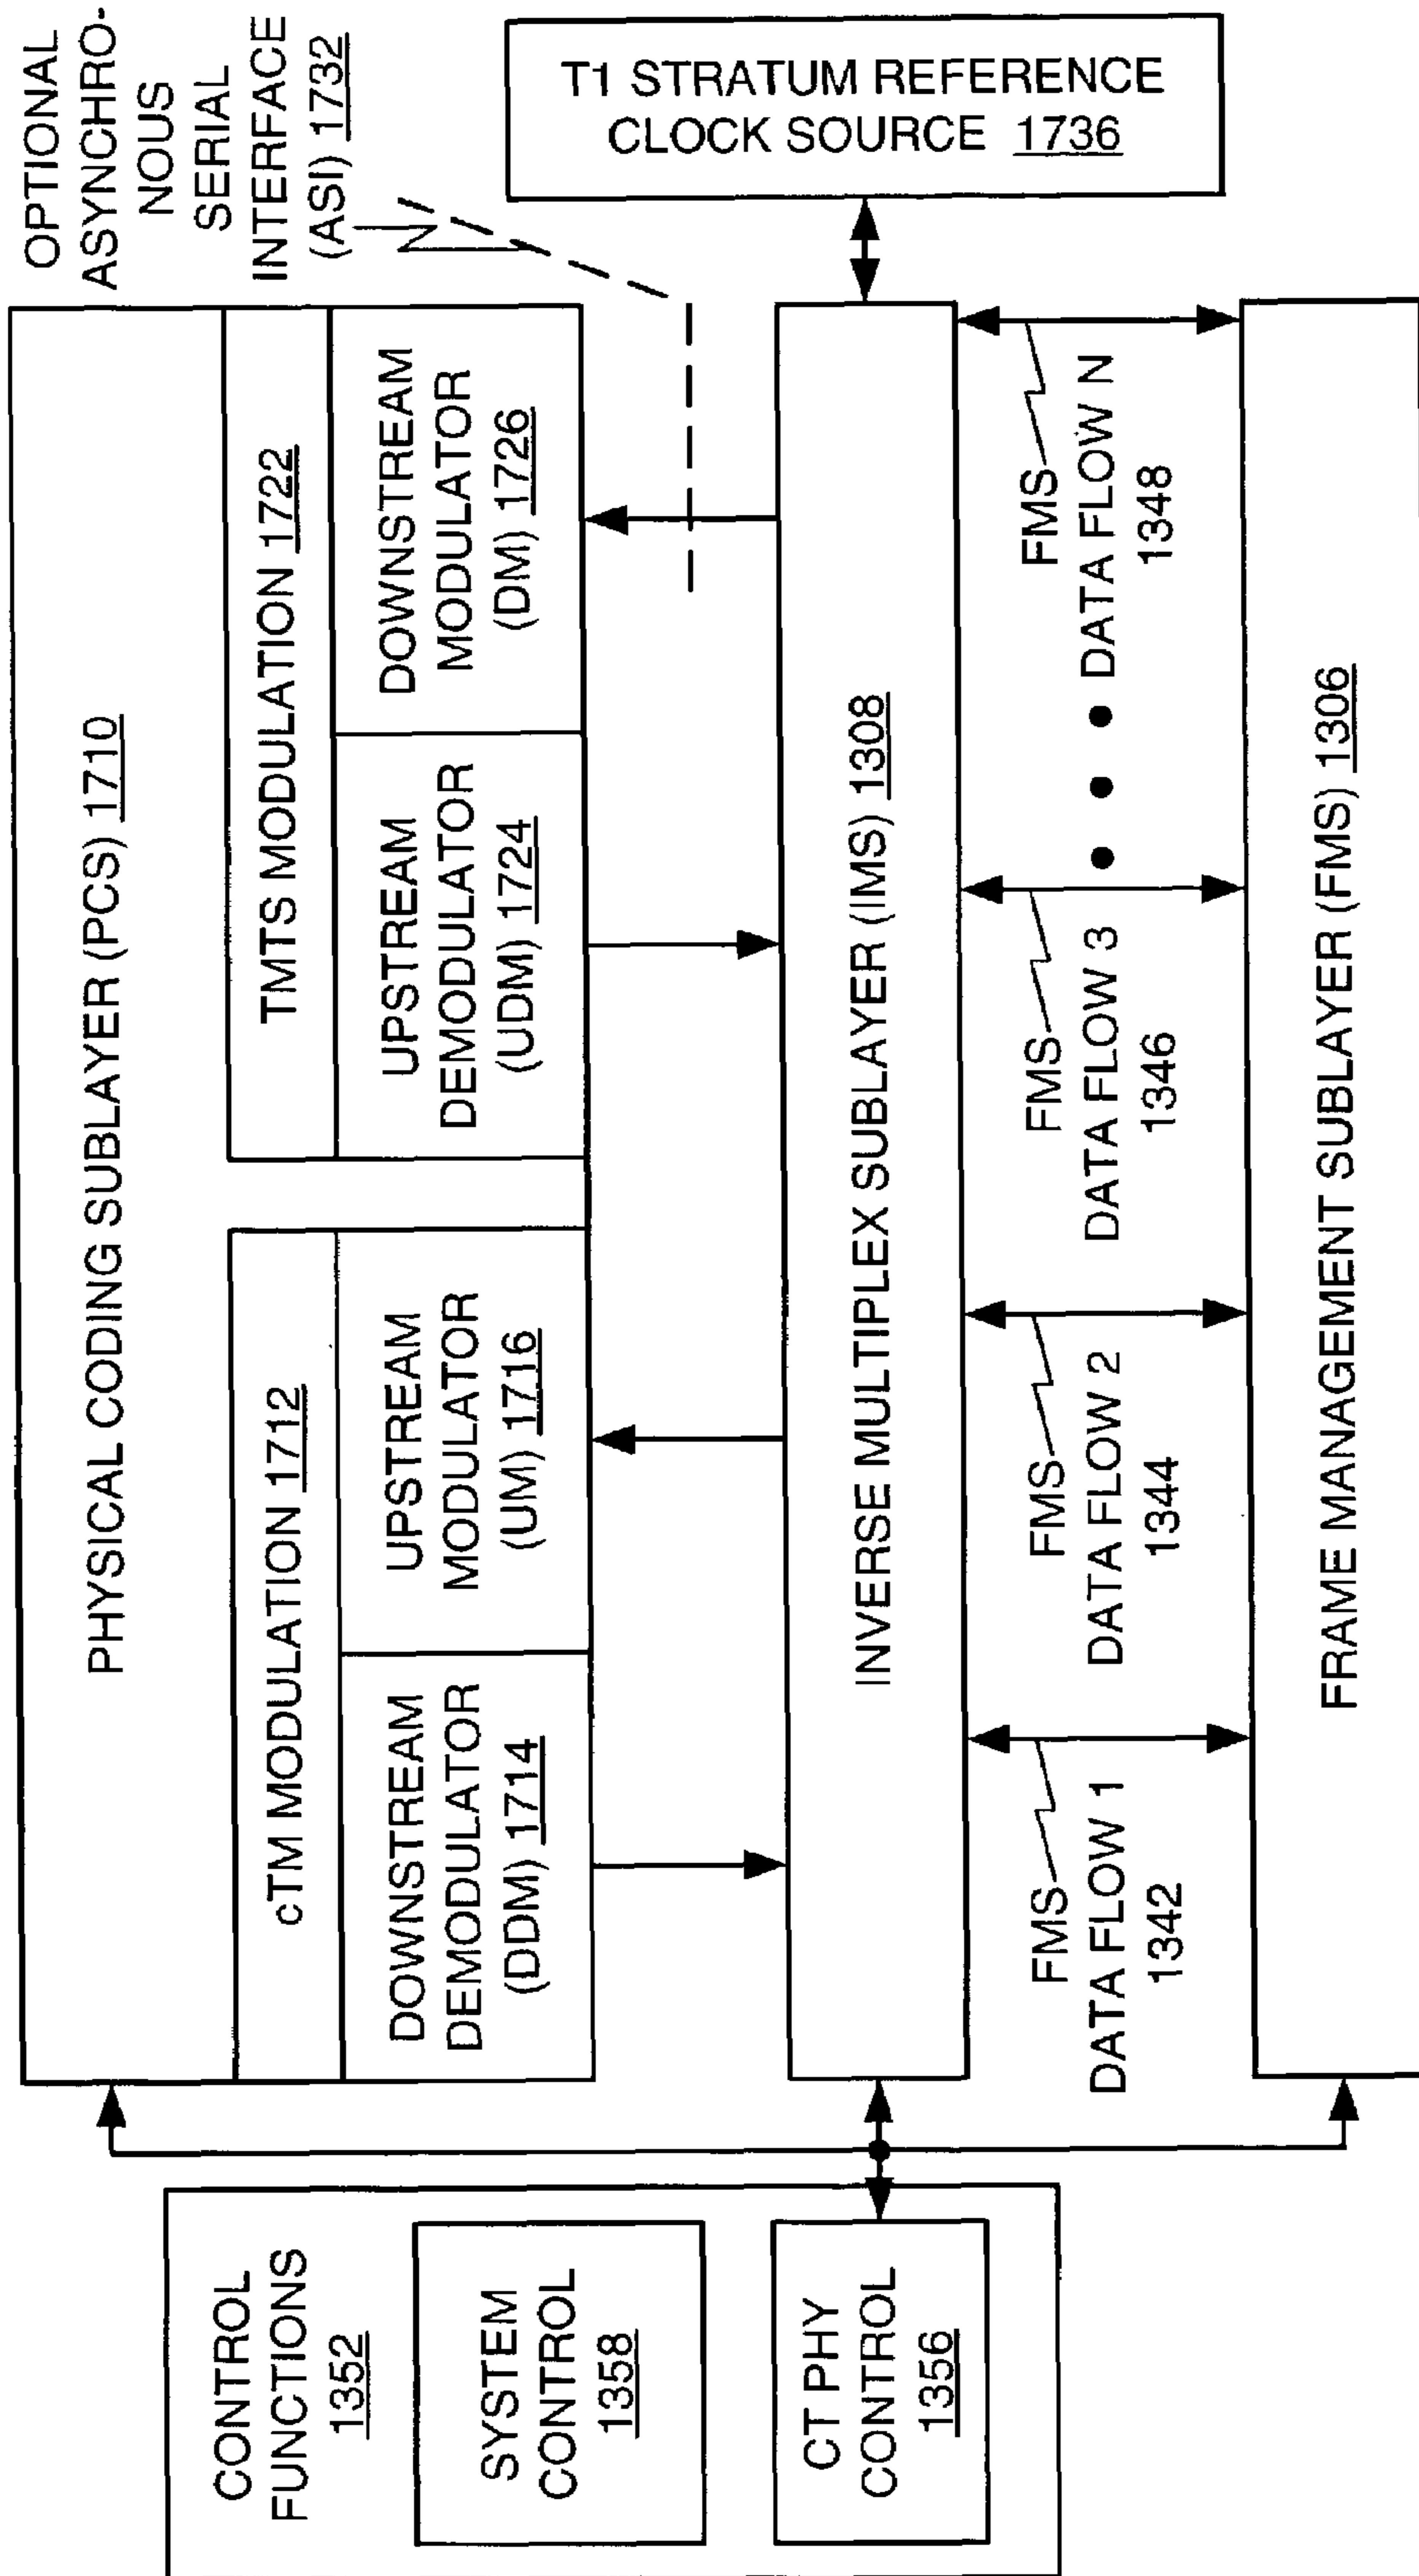 PHYSICAL CODING SUBLAYER (PCS) 1710
cTM MODULATION 1712
DOWNSTREAM
DEMODULATOR
(DDM) 1714
UPSTREAM
MODULATOR
(UM) 1716
TMTS MODULATION 1722
UPSTREAM
DEMODULATOR
(UDM) 1724
DOWNSTREAM
MODULATOR
(DM) 1726
OPTIONAL
ASYNCHRO-
NOUS
SERIAL
INTERFACE
(ASI) 1732
CONTROL
FUNCTIONS
1352
SYSTEM
CONTROL
1358
CT PHY
CONTROL
1356
INVERSE MULTIPLEX SUBLAYER (IMS) 1308
T1 STRATUM REFERENCE
CLOCK SOURCE 1736
FMS
DATA FLOW 1
1342
FMS
DATA FLOW 2
1344
FMS
DATA FLOW 3
1346
FMS
DATA FLOW N
1348
FRAME MANAGEMENT SUBLAYER (FMS) 1306